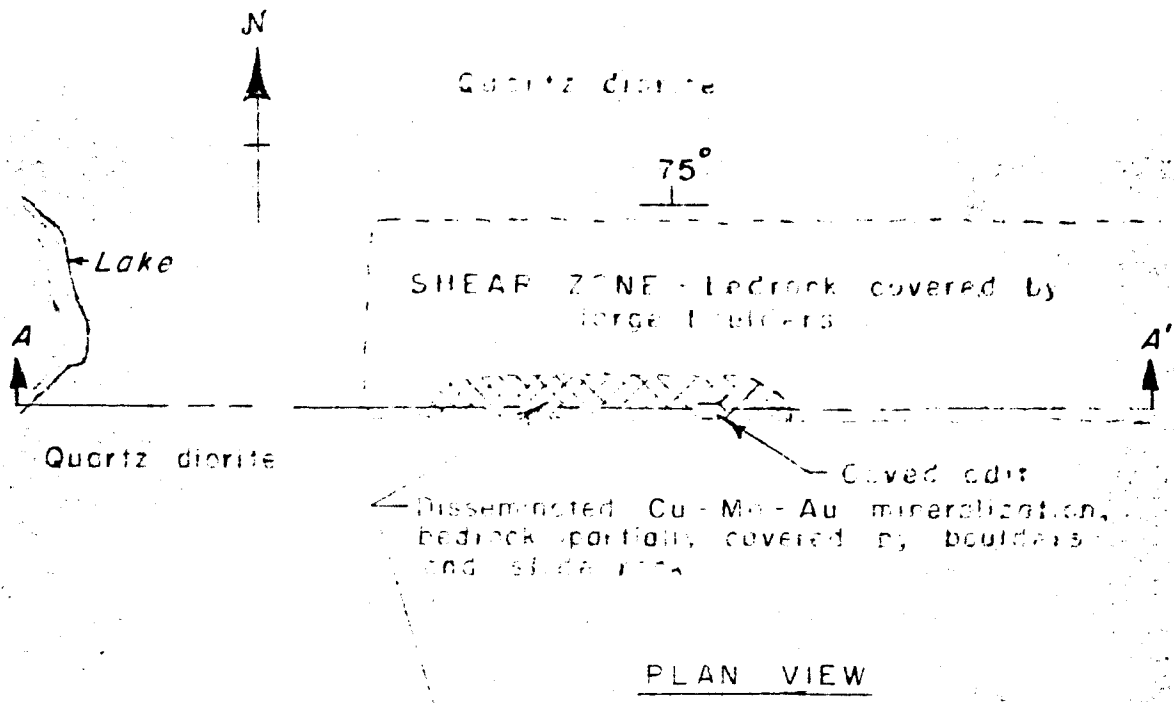 N
Quartz diorite
75°
Lake
SHEAR ZONE - bedrock covered by
large boulders
A
A'
Quartz diorite
Caved adit
Disseminated Cu - Mo - Au mineralization,
bedrock partially covered by boulders
and slide rock
PLAN VIEW